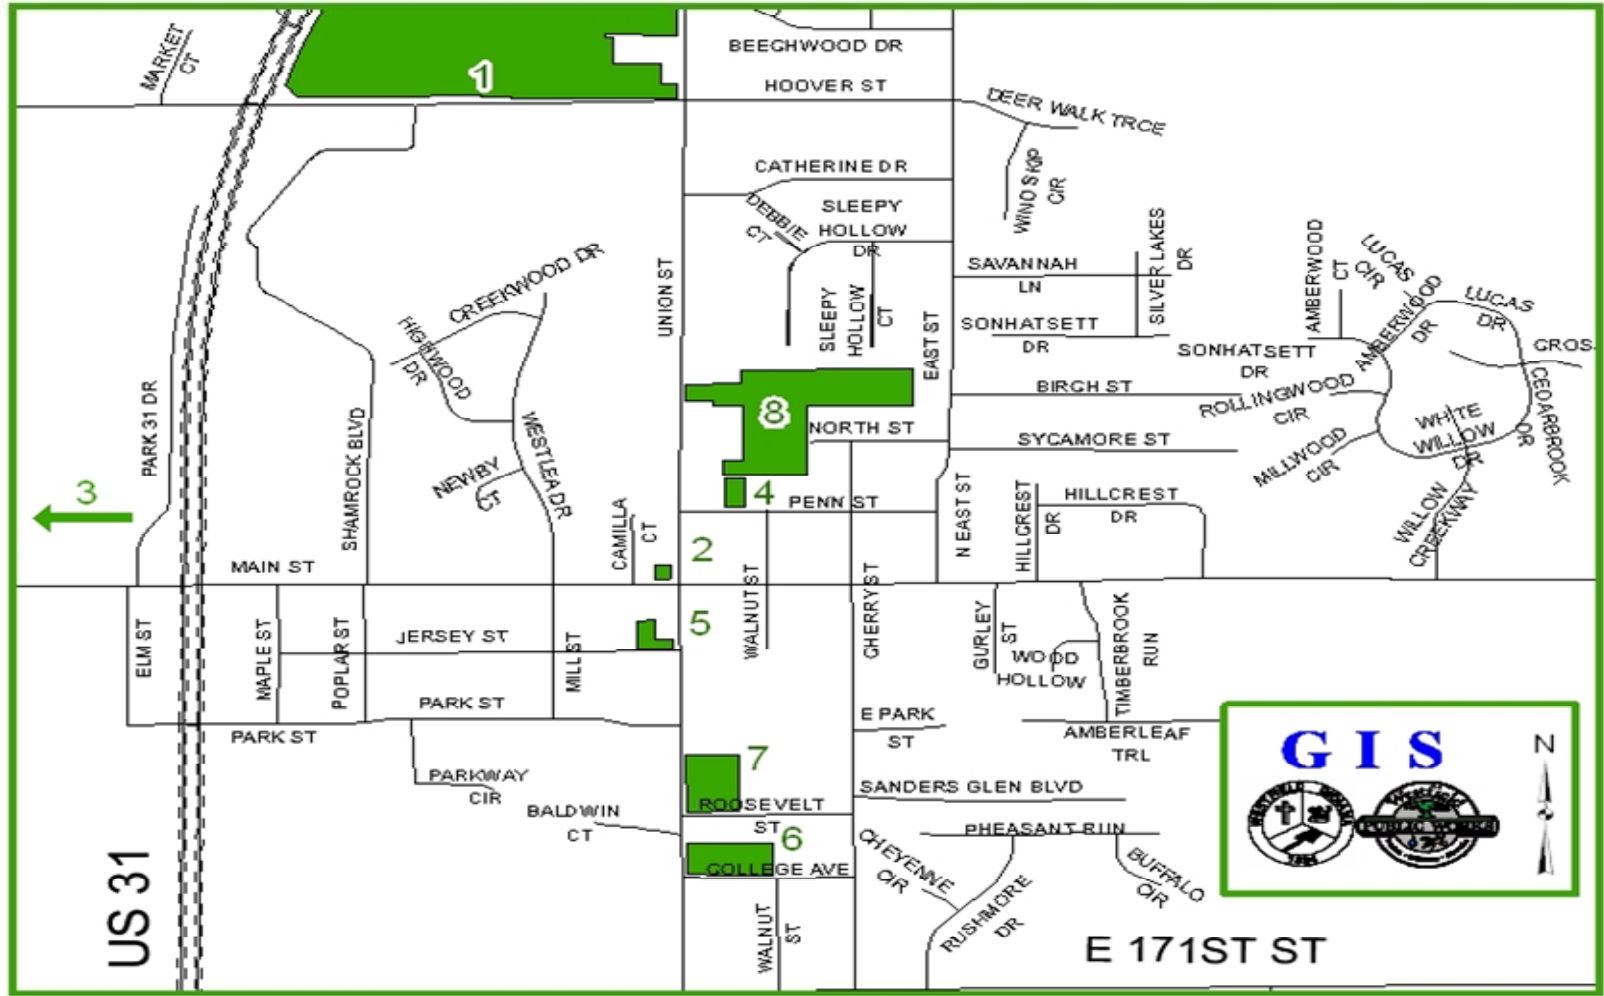 MARKET
CT
1
BEECHWOOD DR
HOOVER ST
DEER WALK TRCE
CATHERINE DR
WIND SKIP
CIR
DEBBIE
CT
SLEEPY
HOLLOW
DR
SLEEPY
HOLLOW
CT
UNION ST
EAST ST
SAVANNAH
LN
SILVER LAKES
DR
SONHATSETT
DR
SONHATSETT
DR
AMBERWOOD
CT
LUCAS
CIR
AMBERWOOD
DR
LUCAS
DR
CROS
CREEKWOOD DR
HIGHWOOD
DR
PARK 31 DR
SHAMROCK BLVD
WESTLEA DR
NEWBY
CT
8
BIRCH ST
ROLLINGWOOD
CIR
NORTH ST
SYCAMORE ST
MILLWOOD
CIR
WHITE
WILLOW
DR
CEDARBROOK
DR
WILLOW
CREEKWAY
3
4
PENN ST
N EAST ST
HILLCREST
DR
HILLCREST
DR
CAMILLA
CT
2
MAIN ST
5
WALNUT ST
CHERRY ST
GURLEY
ST
TIMBERBROOK
RUN
WOOD
HOLLOW
ELM ST
MAPLE ST
POPLAR ST
JERSEY ST
MILL ST
PARK ST
PARK ST
E PARK
ST
AMBERLEAF
TRL
PARKWAY
CIR
BALDWIN
CT
7
ROOSEVELT
ST
SANDERS GLEN BLVD
PHEASANT RUN
6
COLLEGE AVE
CHEYENNE
CIR
RUSHMORE
DR
BUFFALO
CIR
WALNUT
ST
US 31
E 171ST ST
G I S
N
WESTFIELD INDIANA
Westfield
PUBLIC WORKS